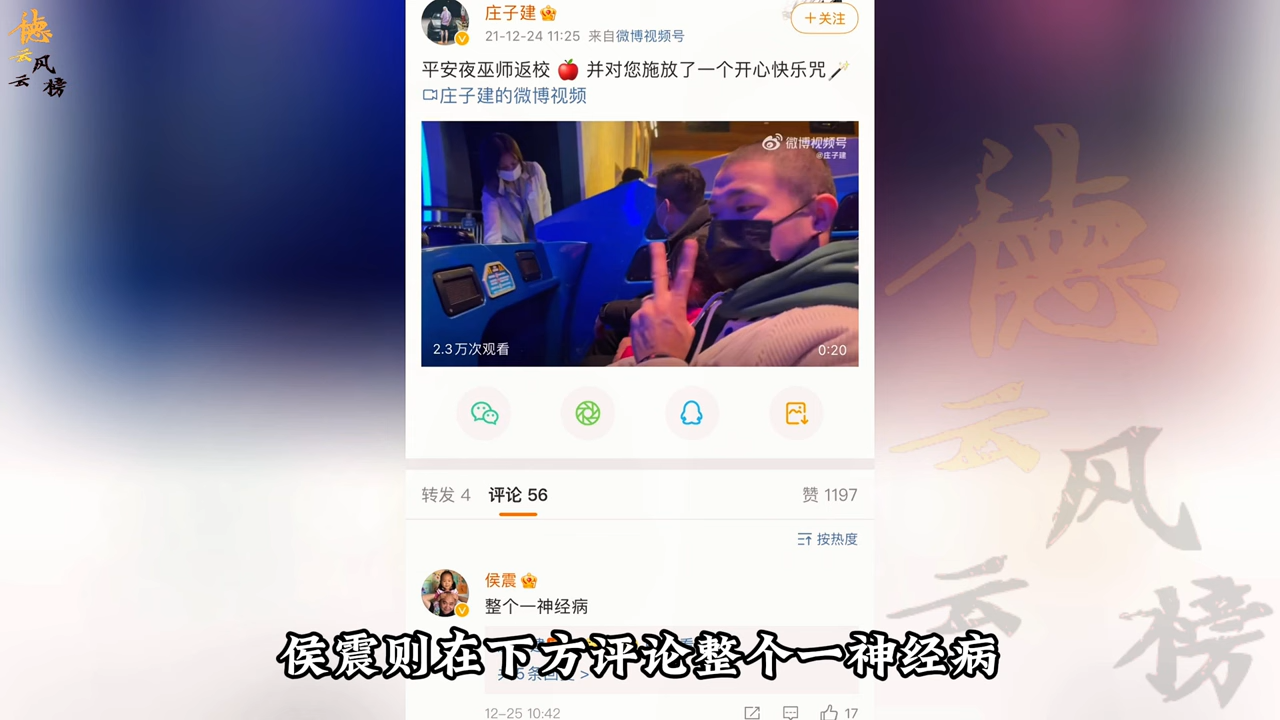 德云风云榜
庄子建
+关注
21-12-24 11:25 来自微博视频号
平安夜巫师返校 🍎 并对您施放了一个开心快乐咒🪄
庄子建的微博视频
微博视频号
@庄子建
2.3万次观看
0:20
转发 4 评论 56
赞 1197
按热度
侯震
整个一神经病
侯震则在下方评论整个一神经病
12-25 10:42
17
德云风云榜